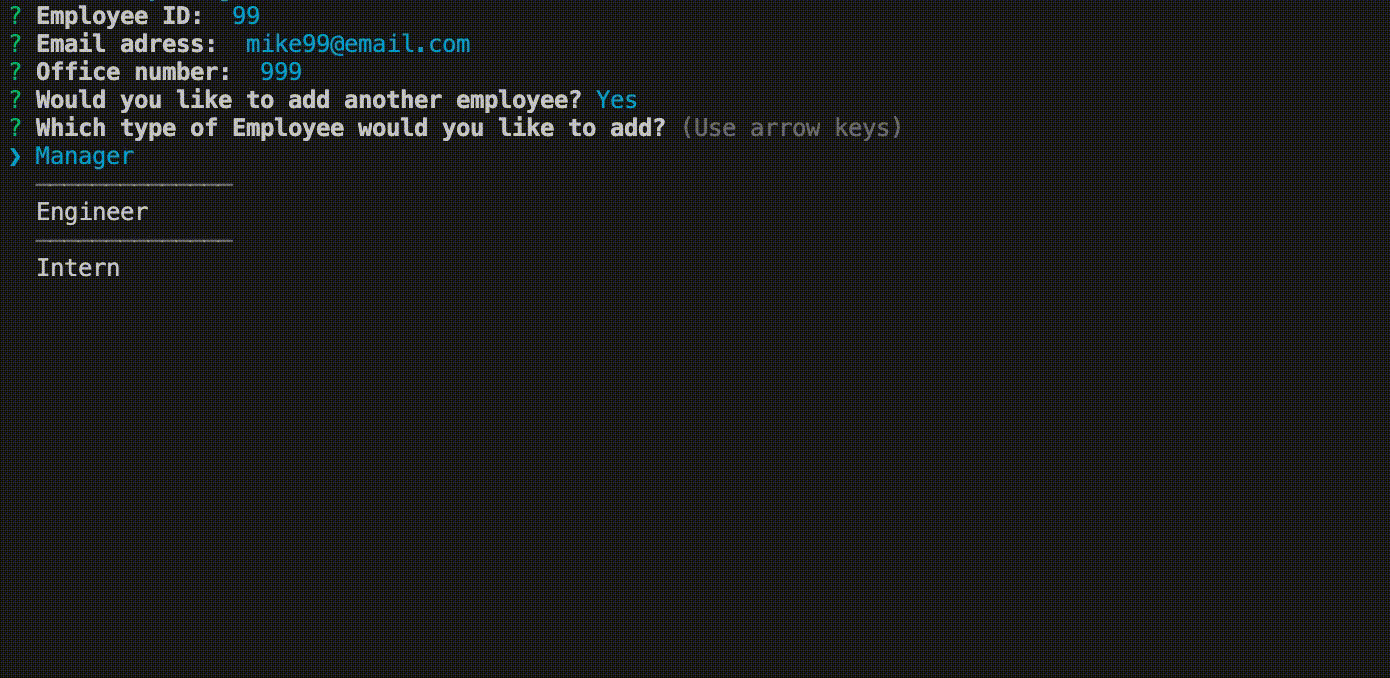 ? Employee ID:  99
? Email adress:  mike99@email.com
? Office number:  999
? Would you like to add another employee? Yes
? Which type of Employee would you like to add? (Use arrow keys)
❯ Manager
──────────────
Engineer
──────────────
Intern